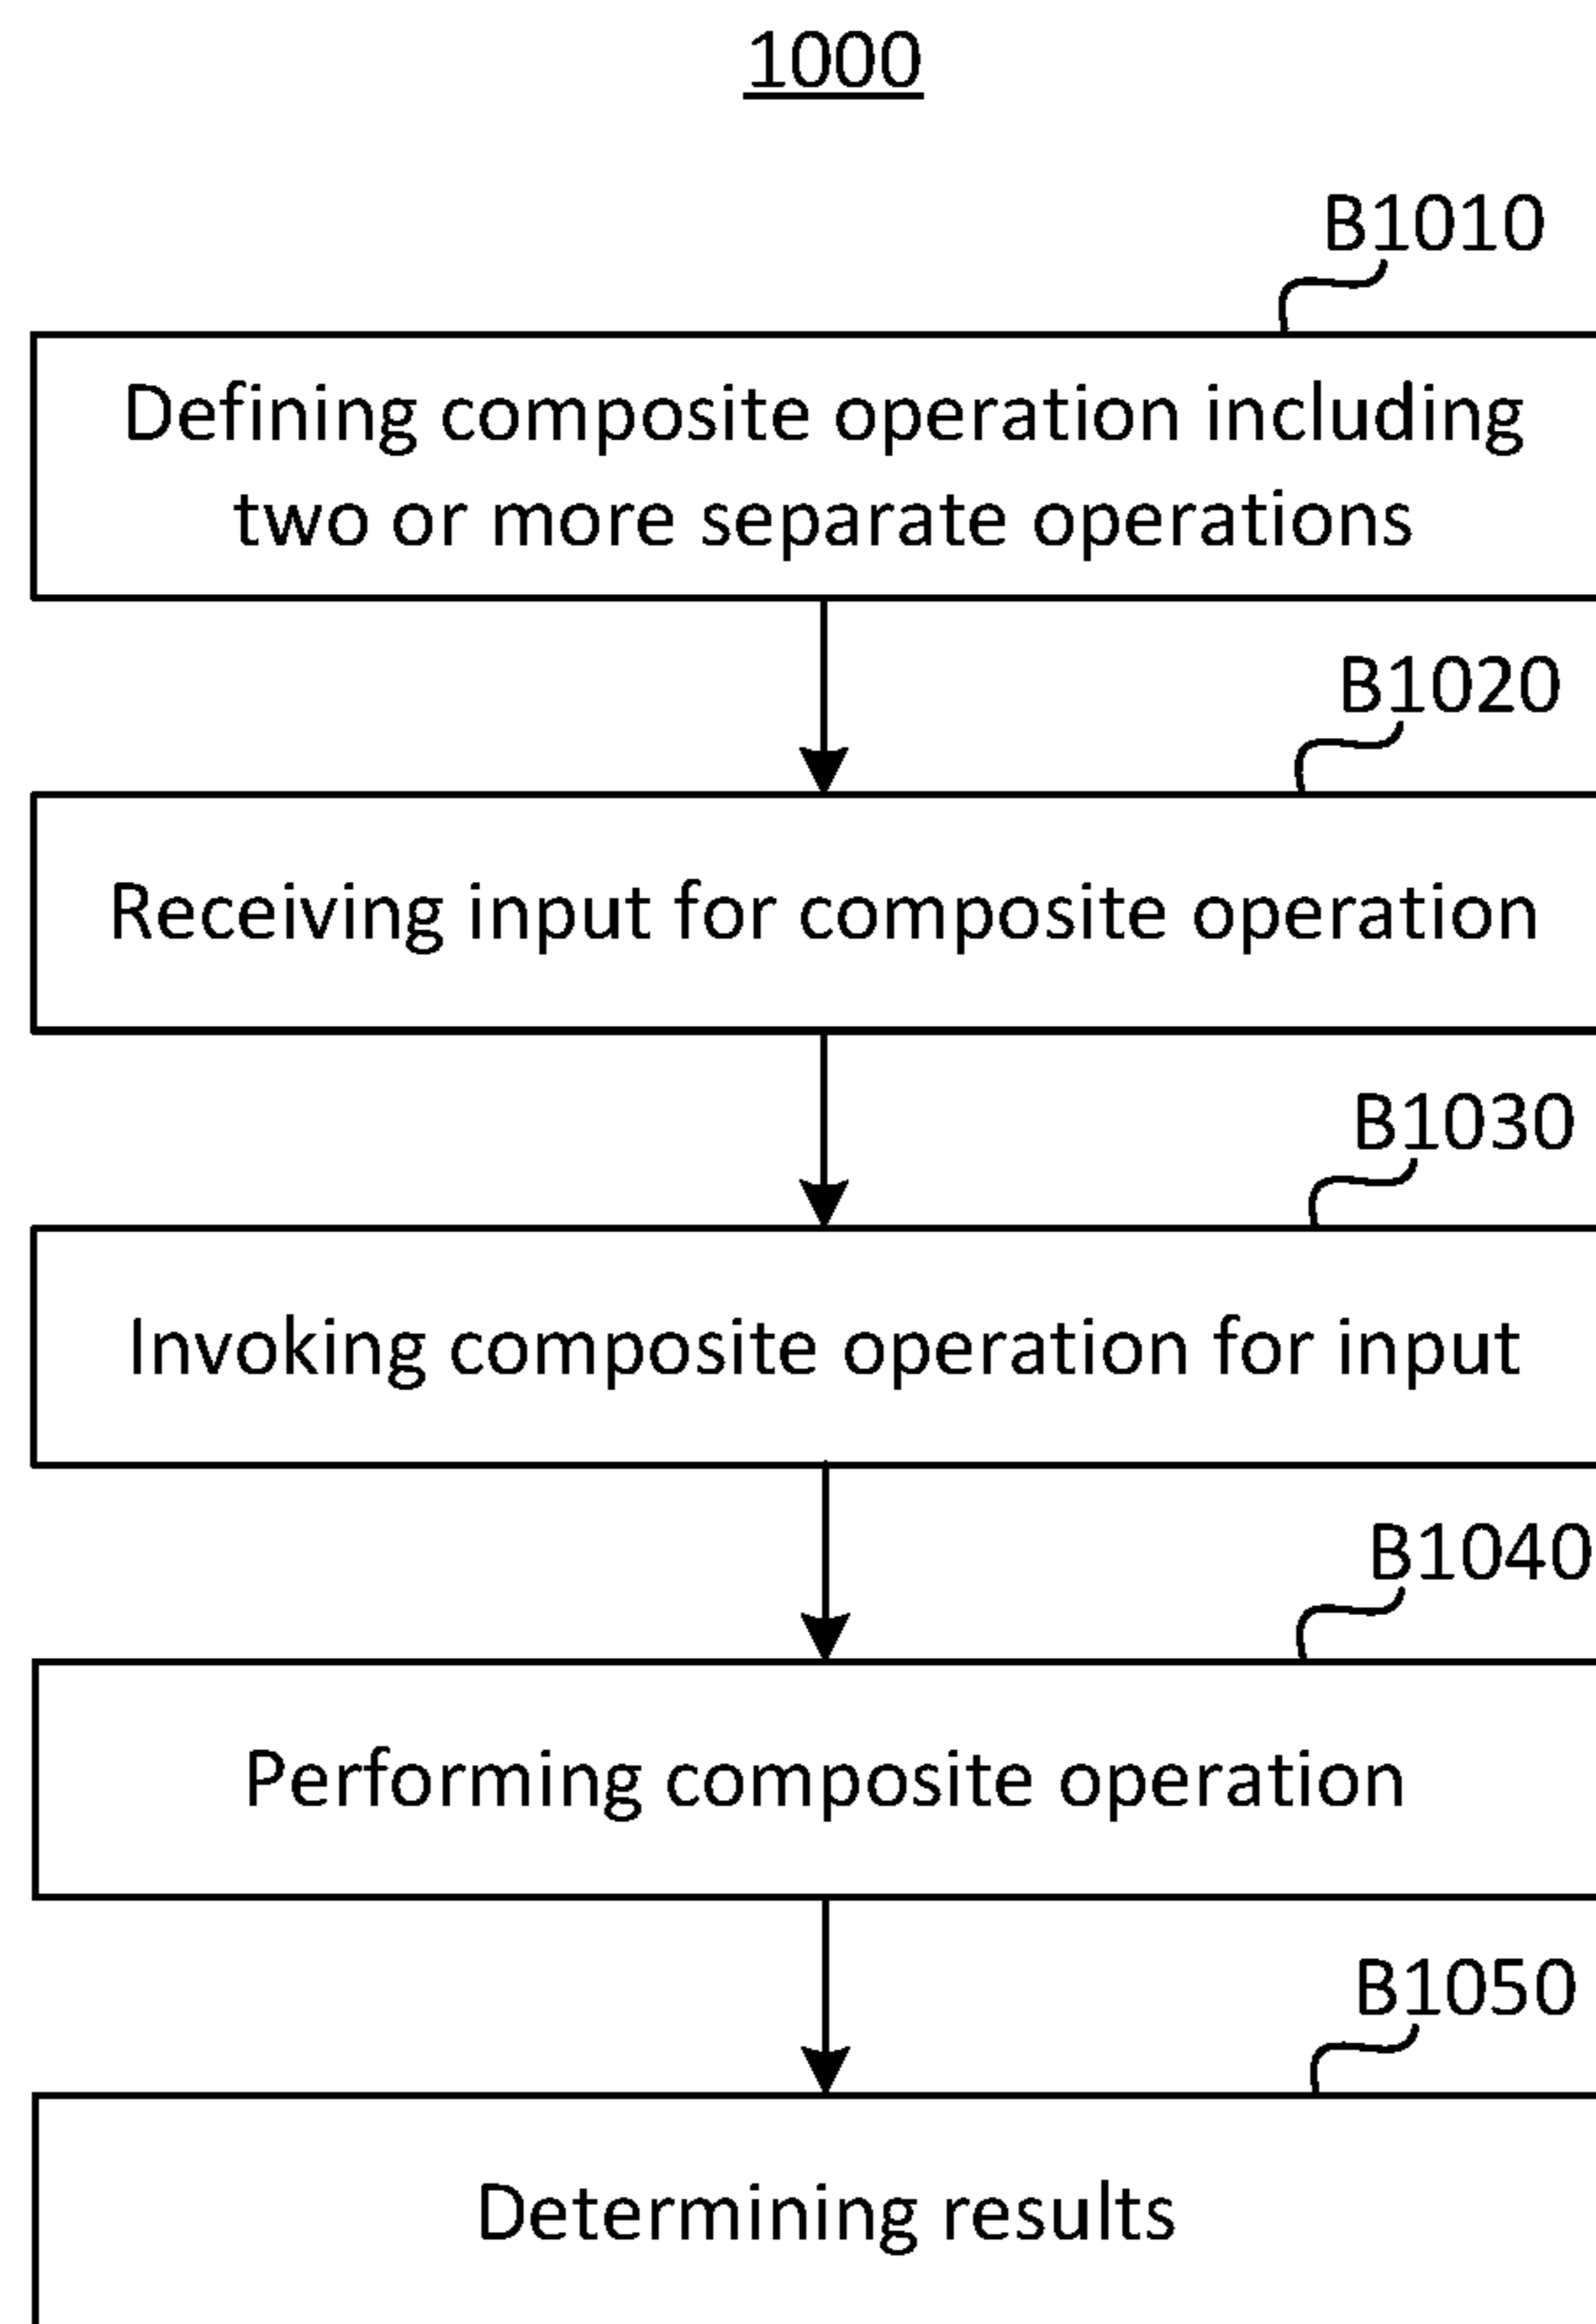 1000
B1010
Defining composite operation including
two or more separate operations
B1020
Receiving input for composite operation
B1030
Invoking composite operation for input
B1040
Performing composite operation
B1050
Determining results